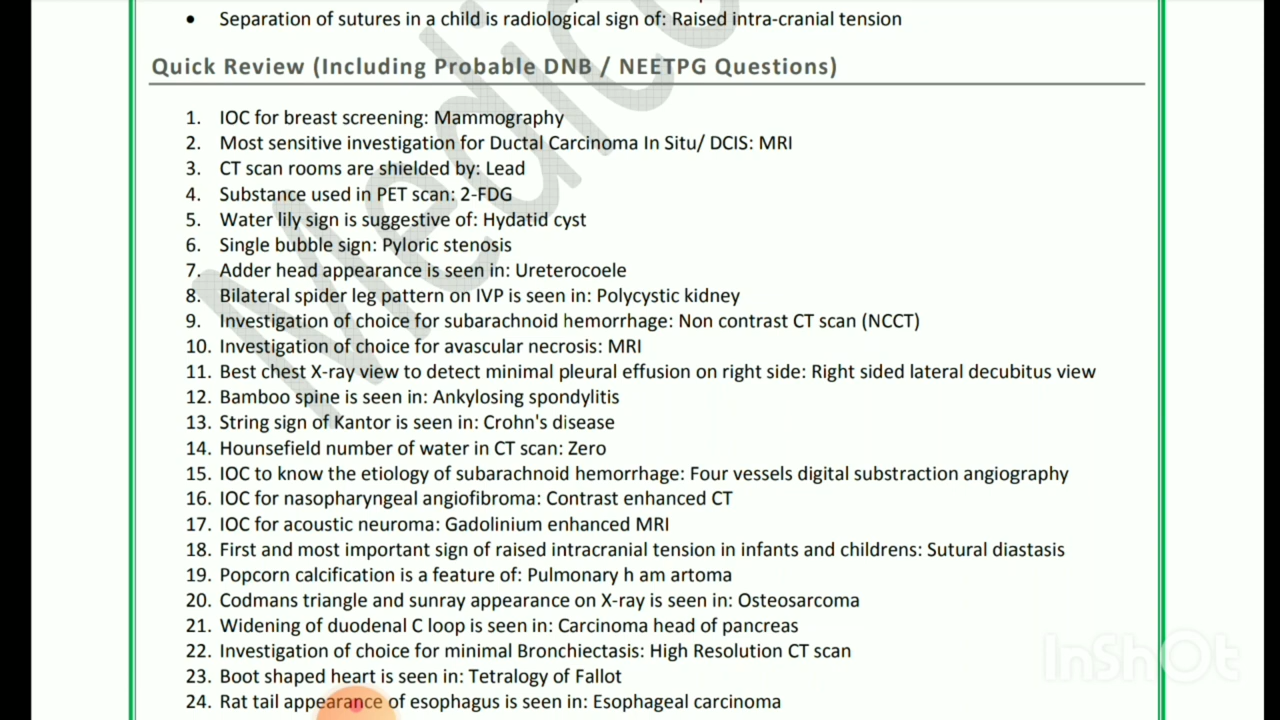 • Separation of sutures in a child is radiological sign of: Raised intra-cranial tension
Quick Review (Including Probable DNB / NEETPG Questions)
1. IOC for breast screening: Mammography
2. Most sensitive investigation for Ductal Carcinoma In Situ/ DCIS: MRI
3. CT scan rooms are shielded by: Lead
4. Substance used in PET scan: 2-FDG
5. Water lily sign is suggestive of: Hydatid cyst
6. Single bubble sign: Pyloric stenosis
7. Adder head appearance is seen in: Ureterocoele
8. Bilateral spider leg pattern on IVP is seen in: Polycystic kidney
9. Investigation of choice for subarachnoid hemorrhage: Non contrast CT scan (NCCT)
10. Investigation of choice for avascular necrosis: MRI
11. Best chest X-ray view to detect minimal pleural effusion on right side: Right sided lateral decubitus view
12. Bamboo spine is seen in: Ankylosing spondylitis
13. String sign of Kantor is seen in: Crohn's disease
14. Hounsefield number of water in CT scan: Zero
15. IOC to know the etiology of subarachnoid hemorrhage: Four vessels digital substraction angiography
16. IOC for nasopharyngeal angiofibroma: Contrast enhanced CT
17. IOC for acoustic neuroma: Gadolinium enhanced MRI
18. First and most important sign of raised intracranial tension in infants and childrens: Sutural diastasis
19. Popcorn calcification is a feature of: Pulmonary h am artoma
20. Codmans triangle and sunray appearance on X-ray is seen in: Osteosarcoma
21. Widening of duodenal C loop is seen in: Carcinoma head of pancreas
22. Investigation of choice for minimal Bronchiectasis: High Resolution CT scan
23. Boot shaped heart is seen in: Tetralogy of Fallot
24. Rat tail appearance of esophagus is seen in: Esophageal carcinoma
InShOt